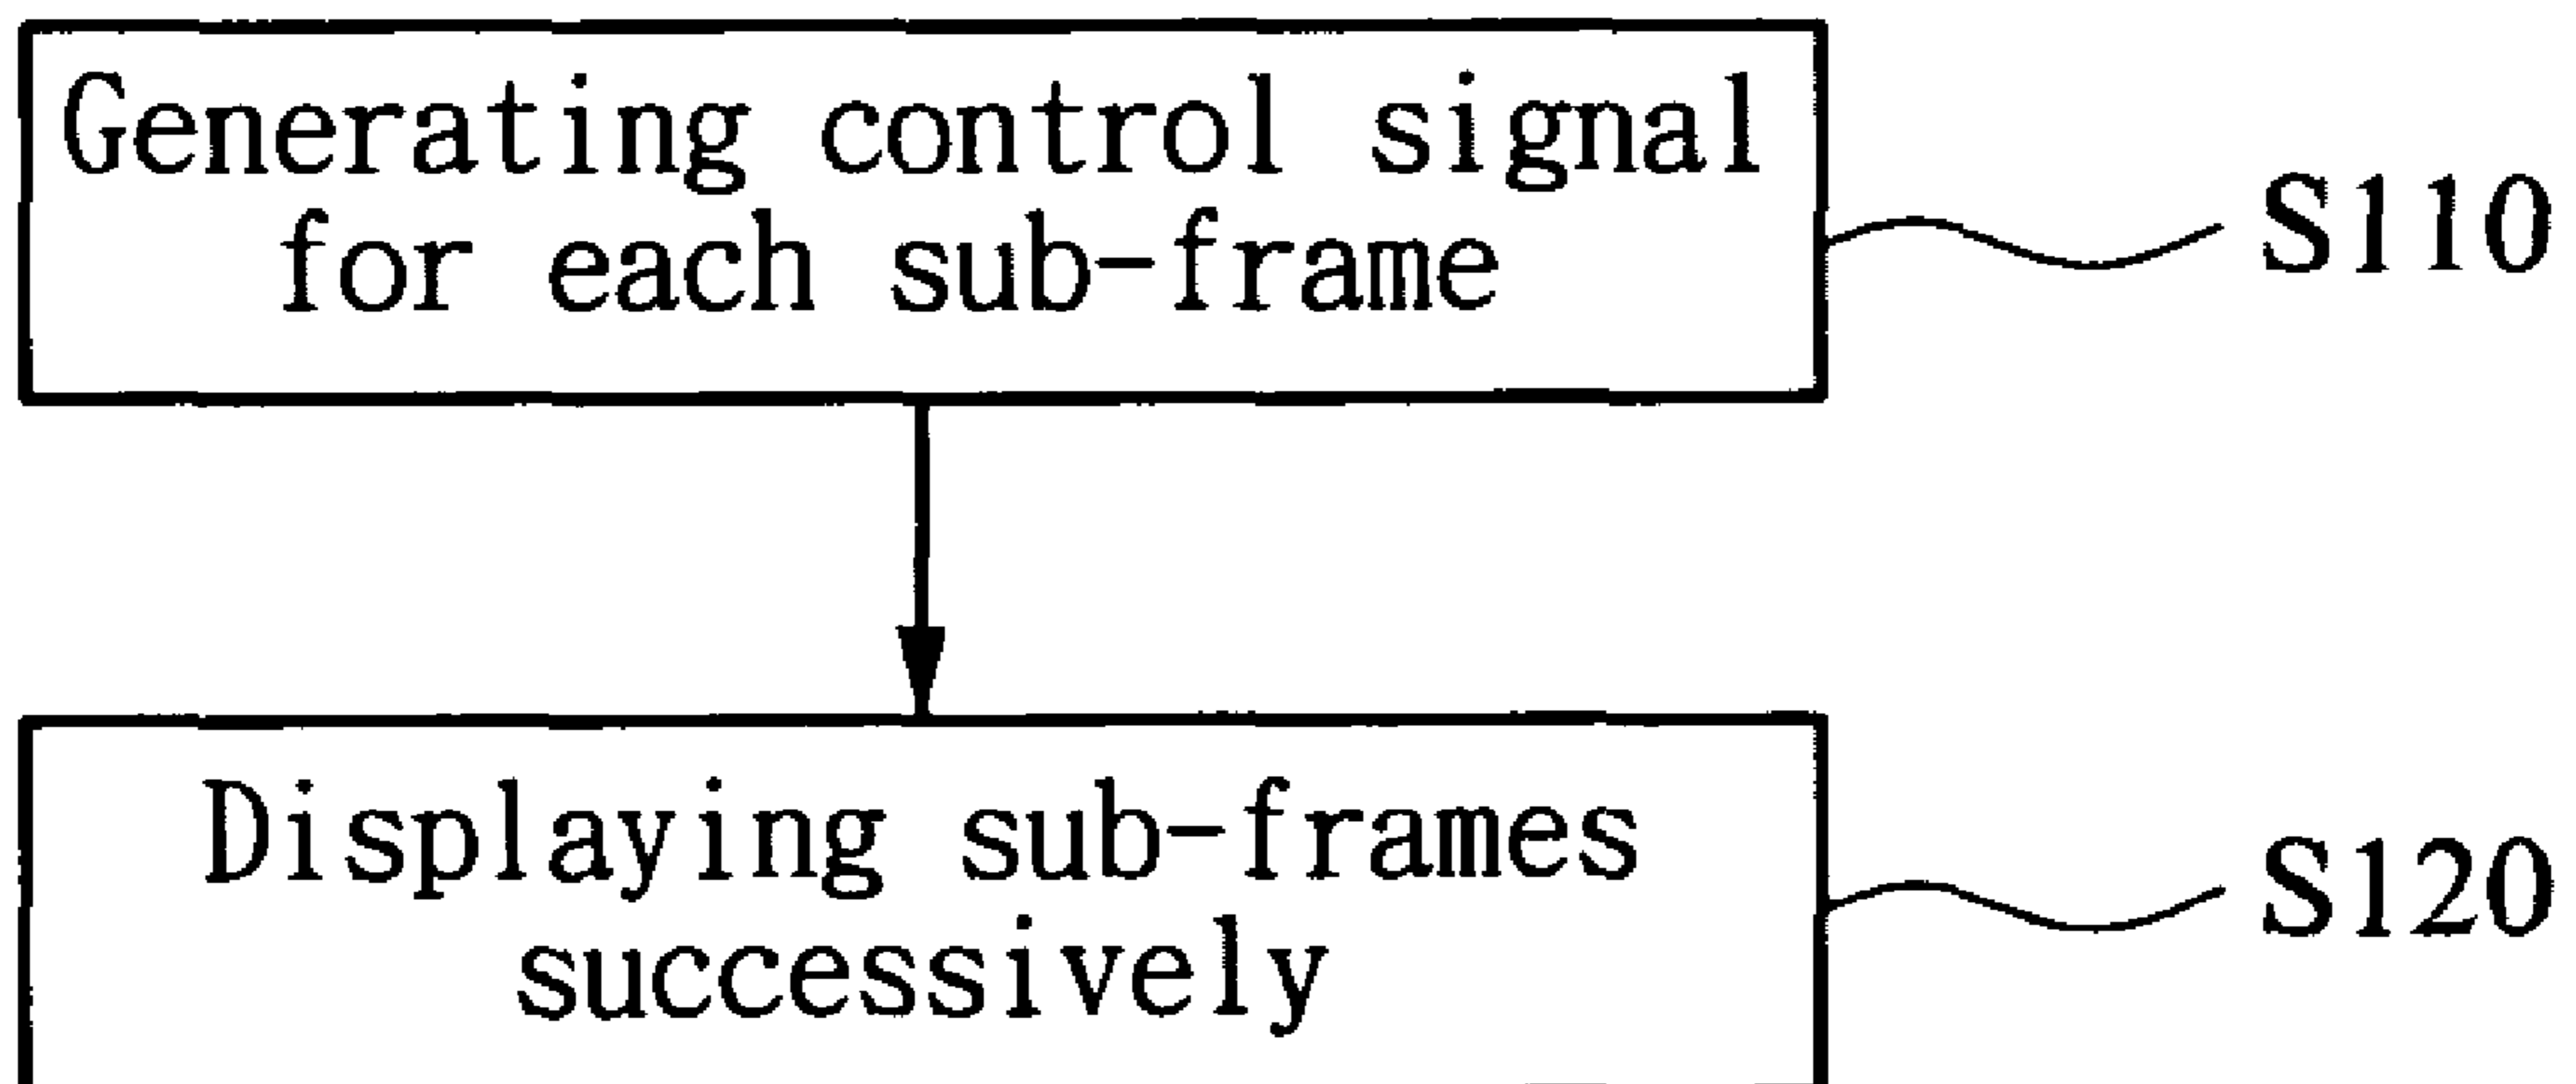 Generating control signal
for each sub-frame
S110
Displaying sub-frames
successively
S120